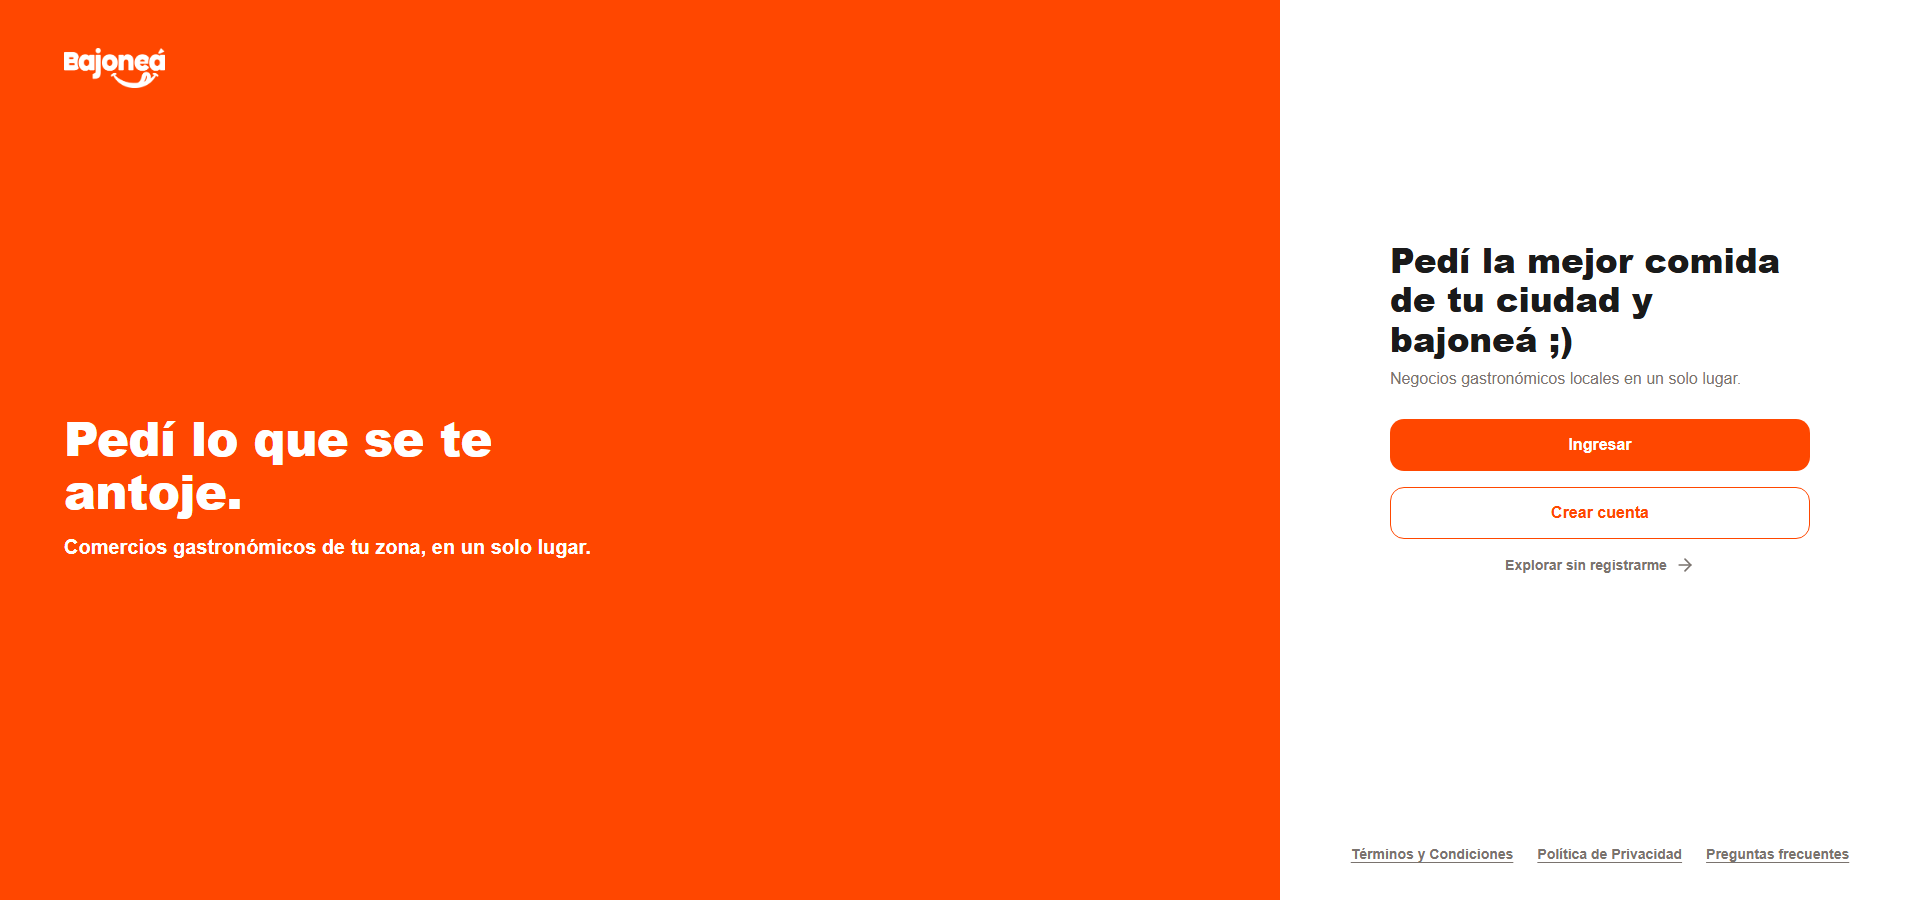 Bajoneá
Pedí lo que se te
antoje.
Comercios gastronómicos de tu zona, en un solo lugar.
Pedí la mejor comida
de tu ciudad y
bajoneá ;)
Negocios gastronómicos locales en un solo lugar.
Ingresar
Crear cuenta
Explorar sin registrarme →
Términos y Condiciones Política de Privacidad Preguntas frecuentes